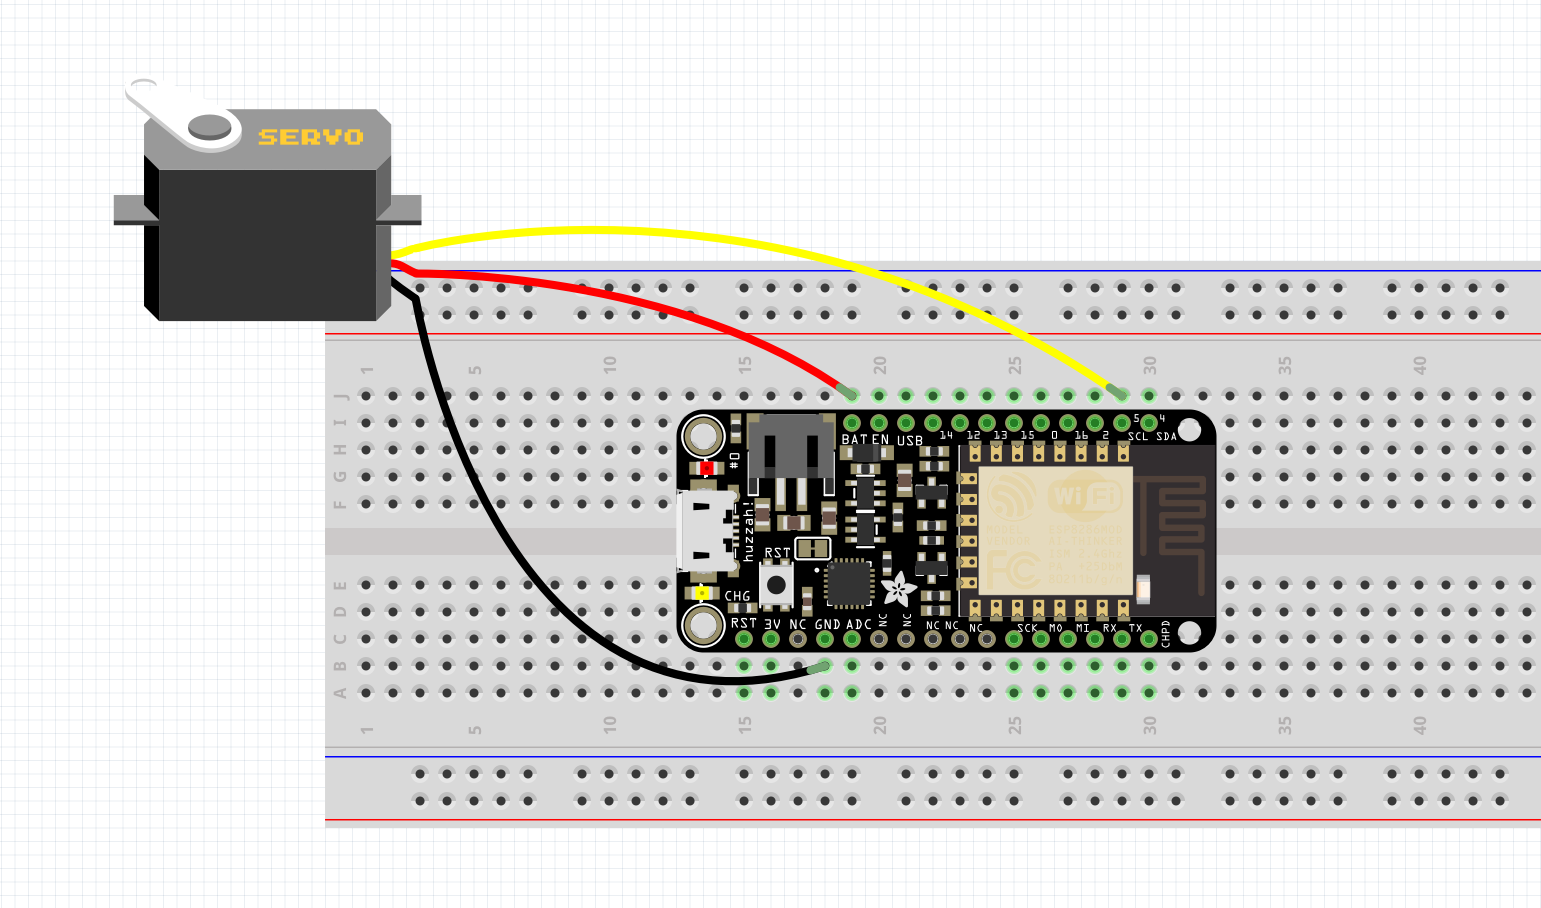 SERVO
1 5 10 15 20 25 30 35 40
J
I
H
G
F
E
D
C
B
A
5 4
BAT EN USB 14 12 13 15 0 16 2 SCL SDA
#0
huzzah!
WiFi
FC
RST
CHG
RST 3V NC GND ADC NC NC NC NC NC SCK MO MI RX TX CHPD
1 5 10 15 20 25 30 35 40